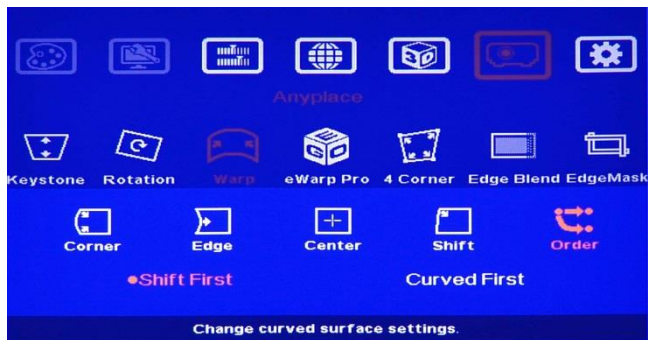 3D
Anyplace
Keystone Rotation Warp eWarp Pro 4 Corner Edge Blend EdgeMask
Corner Edge Center Shift Order
Shift First Curved First
Change curved surface settings.